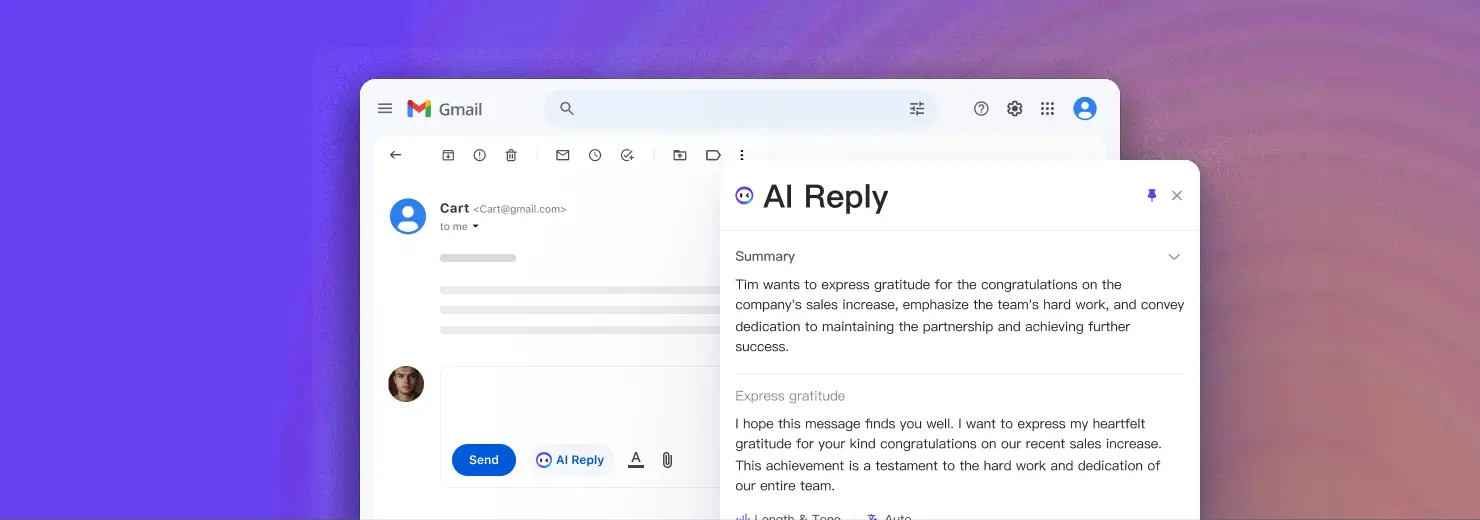 Gmail
Cart <Cart@gmail.com>
to me
Send
AI Reply
A
AI Reply
Summary
Tim wants to express gratitude for the congratulations on the
company's sales increase, emphasize the team's hard work, and convey
dedication to maintaining the partnership and achieving further
success.
Express gratitude
I hope this message finds you well. I want to express my heartfelt
gratitude for your kind congratulations on our recent sales increase.
This achievement is a testament to the hard work and dedication of
our entire team.
Length & Tone
Auto